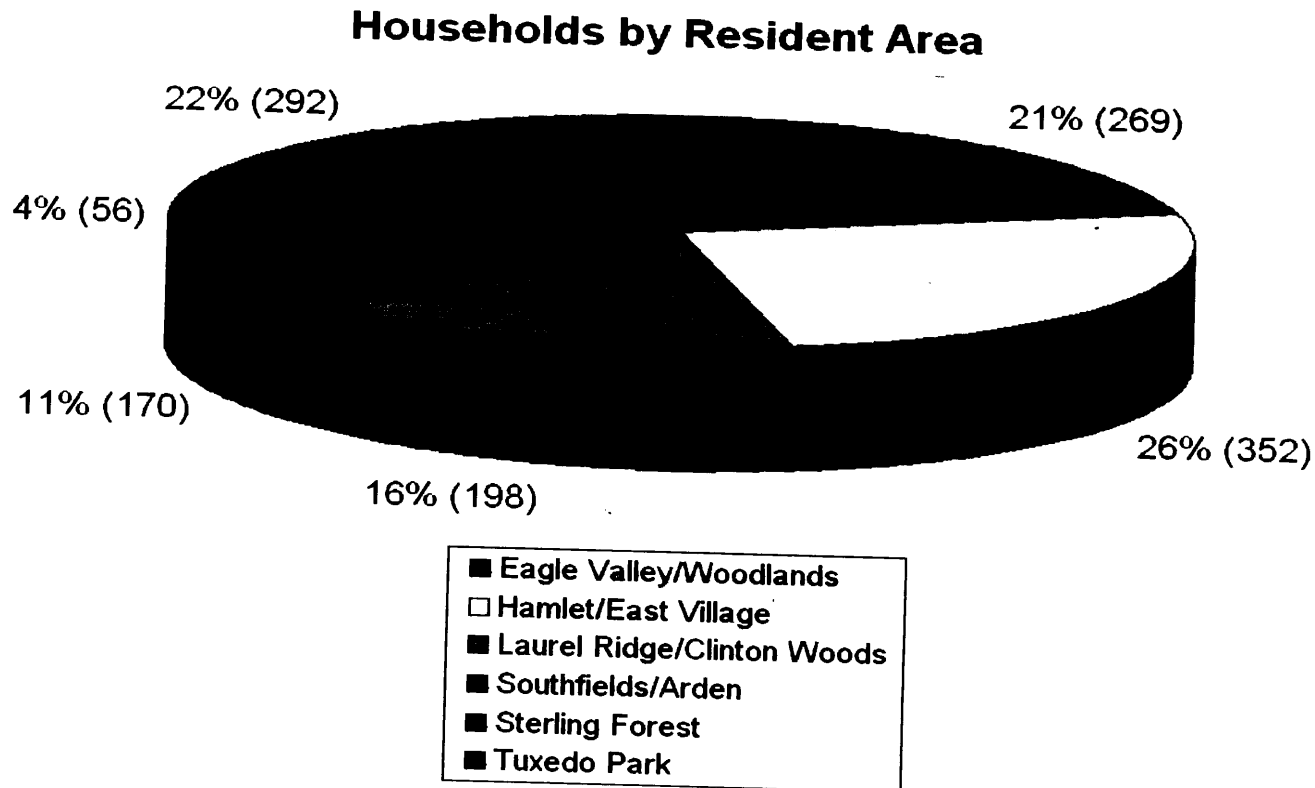 Households by Resident Area
22% (292)
21% (269)
4% (56)
11% (170)
26% (352)
16% (198)
Eagle Valley/Woodlands
Hamlet/East Village
Laurel Ridge/Clinton Woods
Southfields/Arden
Sterling Forest
Tuxedo Park